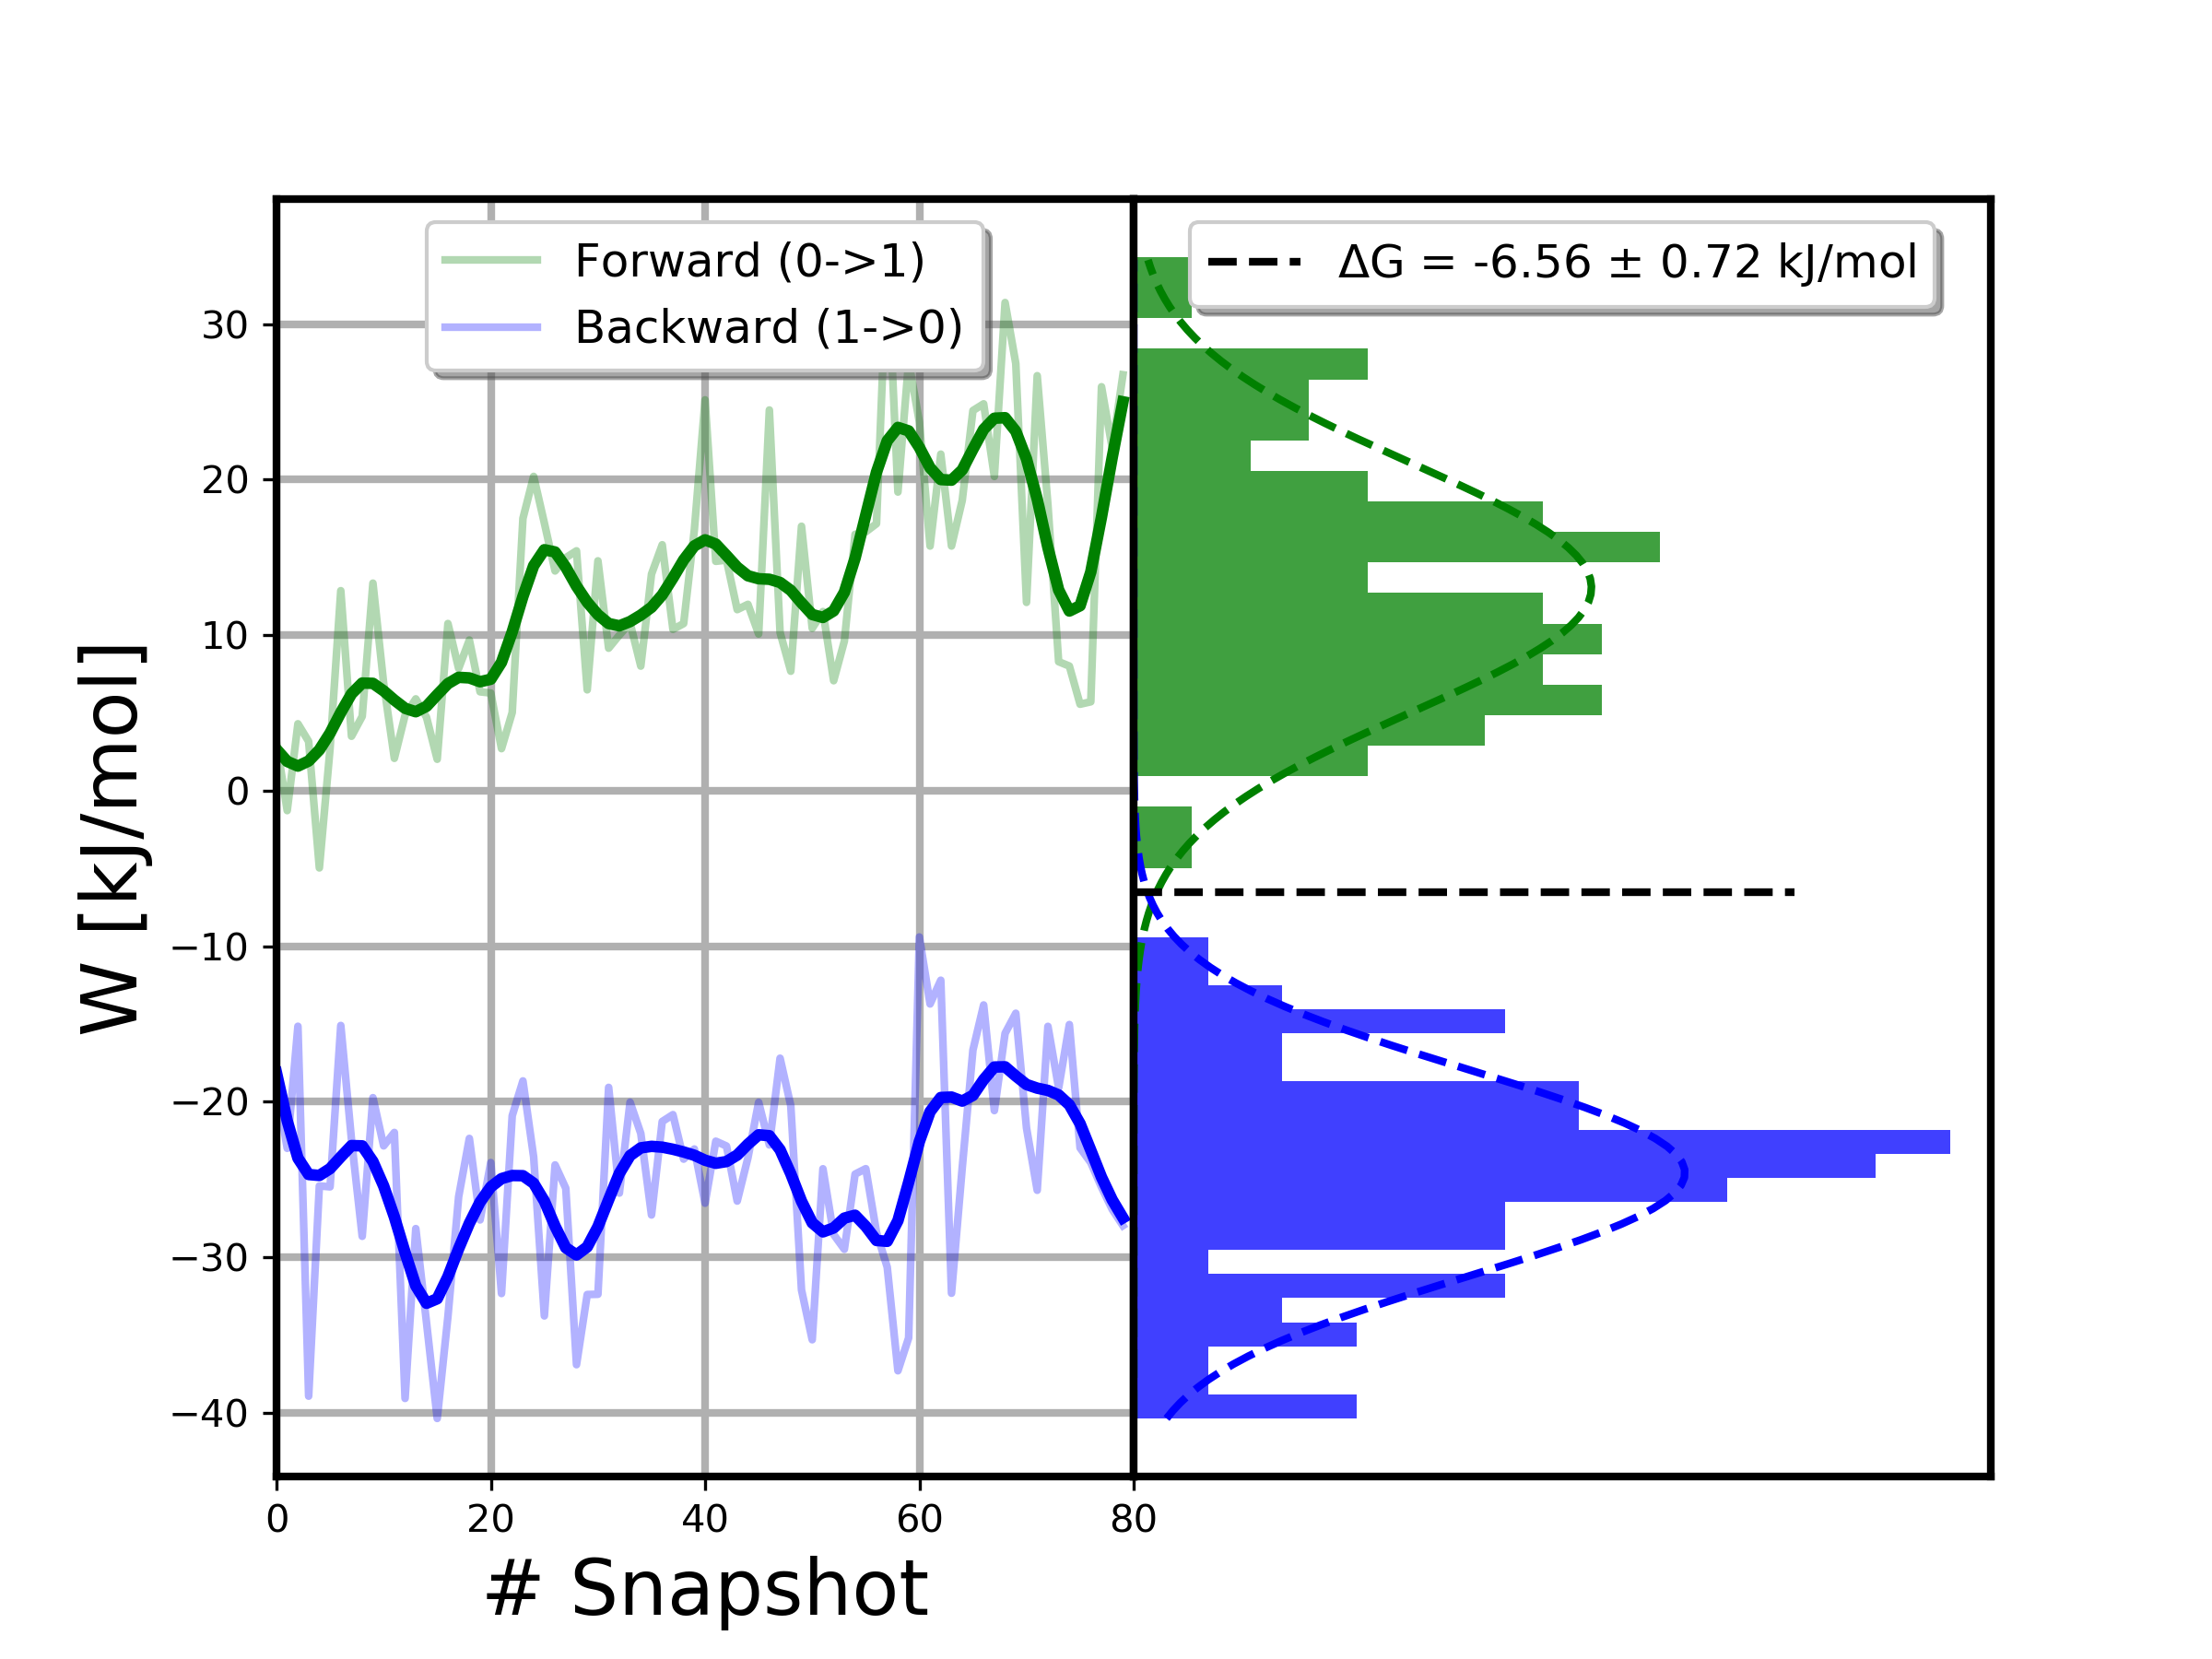 Forward (0->1)
Backward (1->0)
ΔG = -6.56 ± 0.72 kJ/mol
W [kJ/mol]
30
20
10
0
−10
−20
−30
−40
0 20 40 60 80
# Snapshot